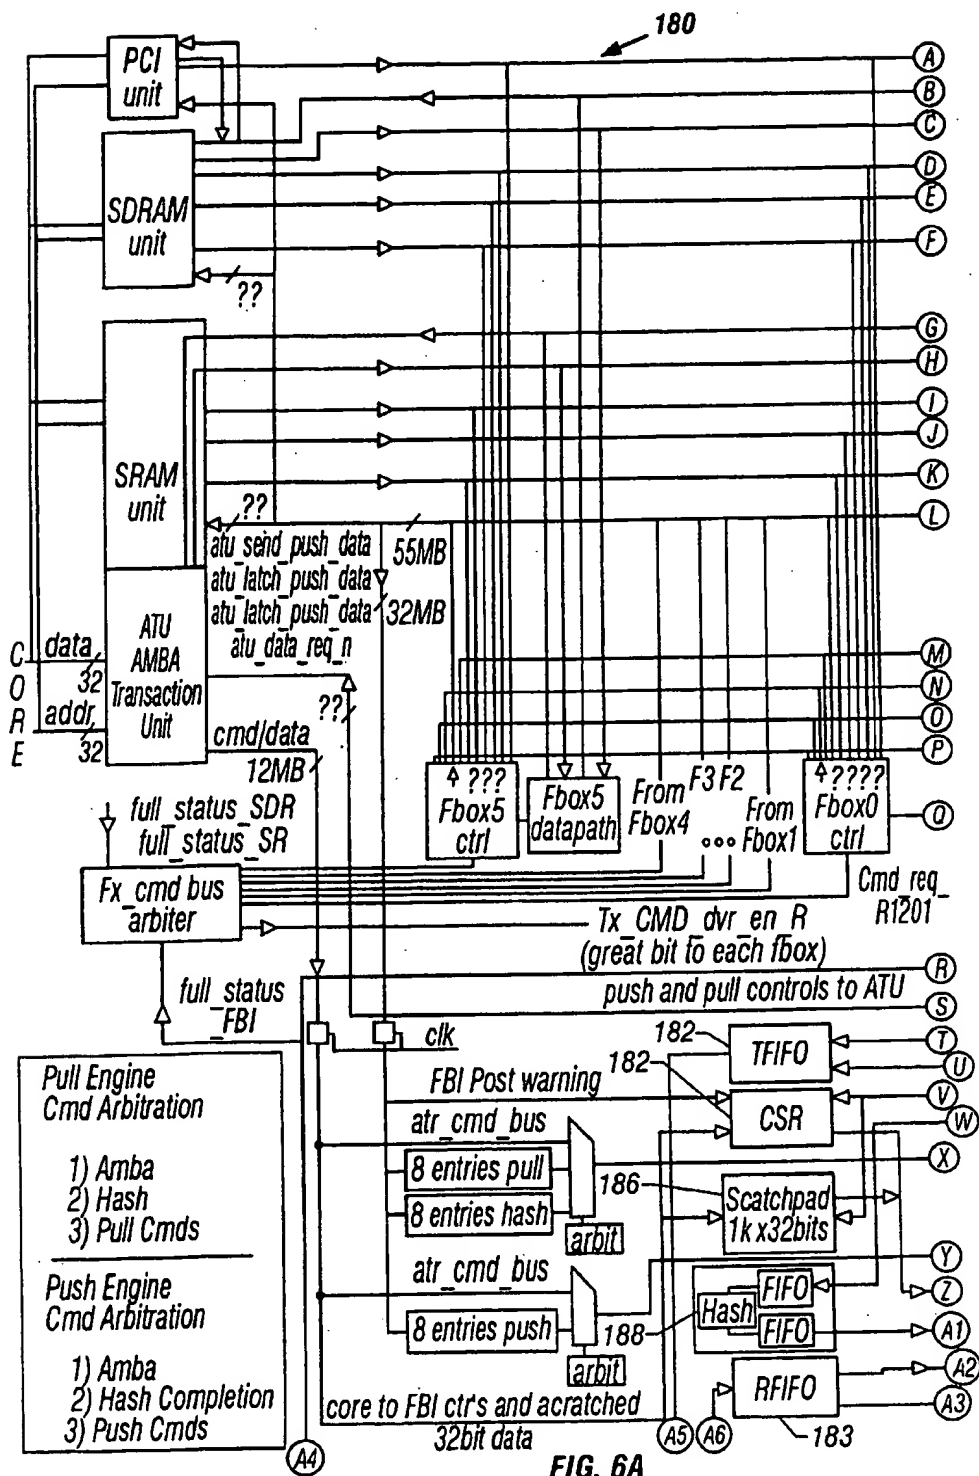 180
PCI
unit
A
B
C
SDRAM
unit
D
E
F
??
G
H
I
J
SRAM
unit
K
??
L
atu_send_push_data
55MB
atu_latch_push_data
atu_latch_push_data
32MB
atu_data_req_n
ATU
AMBA
Transaction
Unit
CORE
data
32
addr
32
??
M
N
O
P
cmd/data
12MB
???
Fbox5
ctrl
Fbox5
datapath
From
Fbox4
F3 F2
From
Fbox1
????
Fbox0
ctrl
Q
full_status_SDR
full_status_SR
Fx_cmd bus
arbiter
Cmd_req_
R1201
Tx_CMD_dvr_en_R
(great bit to each fbox)
R
full_status
_FBI
push and pull controls to ATU
S
clk
182
TFIFO
T
U
182
FBI Post warning
CSR
V
W
Pull Engine
Cmd Arbitration
1) Amba
2) Hash
3) Pull Cmds
Push Engine
Cmd Arbitration
1) Amba
2) Hash Completion
3) Push Cmds
atr_cmd_bus
8 entries pull
8 entries hash
arbit
X
186
Scatchpad
1k x32bits
atr_cmd_bus
8 entries push
arbit
Y
FIFO
Hash
FIFO
188
Z
A1
core to FBI ctr's and acratched
32bit data
RFIFO
A2
A3
183
A4
A5
A6
FIG. 6A